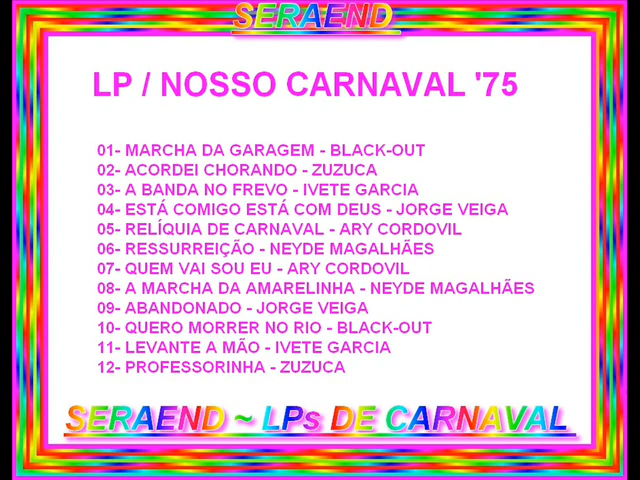 SERAEND
LP / NOSSO CARNAVAL '75
01- MARCHA DA GARAGEM - BLACK-OUT
02- ACORDEI CHORANDO - ZUZUCA
03- A BANDA NO FREVO - IVETE GARCIA
04- ESTÁ COMIGO ESTÁ COM DEUS - JORGE VEIGA
05- RELÍQUIA DE CARNAVAL - ARY CORDOVIL
06- RESSURREIÇÃO - NEYDE MAGALHÃES
07- QUEM VAI SOU EU - ARY CORDOVIL
08- A MARCHA DA AMARELINHA - NEYDE MAGALHÃES
09- ABANDONADO - JORGE VEIGA
10- QUERO MORRER NO RIO - BLACK-OUT
11- LEVANTE A MÃO - IVETE GARCIA
12- PROFESSORINHA - ZUZUCA
SERAEND ~ LPs DE CARNAVAL